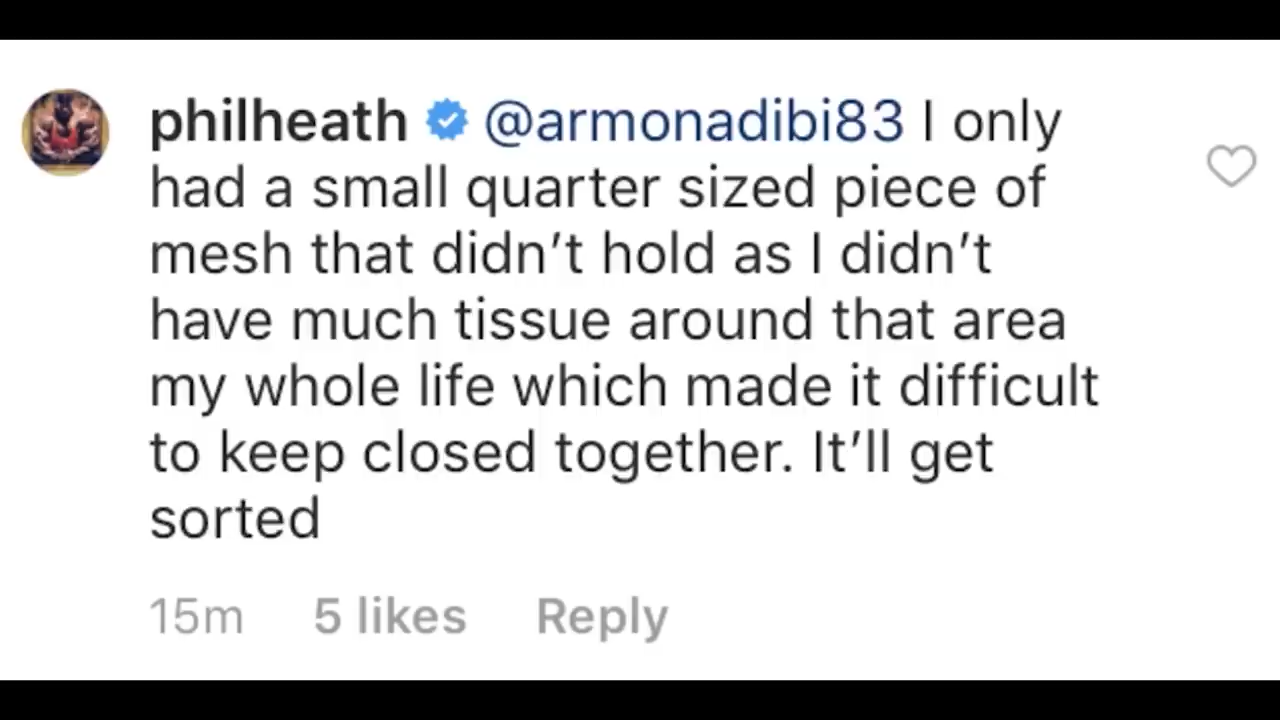 philheath @armonadibi83 I only
had a small quarter sized piece of
mesh that didn’t hold as I didn’t
have much tissue around that area
my whole life which made it difficult
to keep closed together. It’ll get
sorted
15m 5 likes Reply